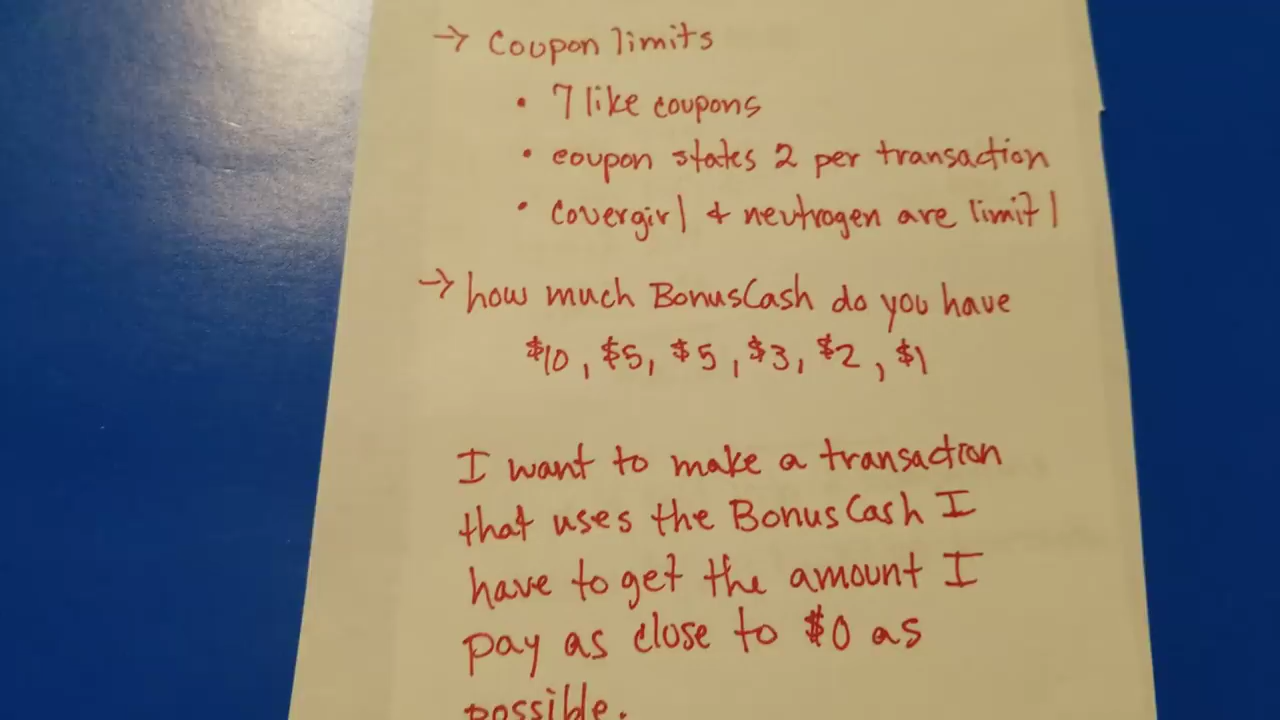 → Coupon limits
• 7 like coupons
• coupon states 2 per transaction
• covergirl & neutrogen are limit 1
→ how much BonusCash do you have
$10, $5, $5, $3, $2, $1
I want to make a transaction
that uses the BonusCash I
have to get the amount I
pay as close to $0 as
possible.